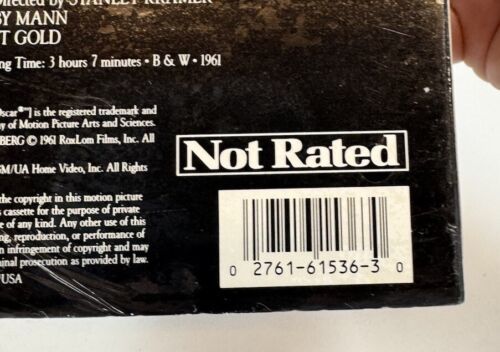 Directed by STANLEY KRAMER
BY MANN
T GOLD
ng Time: 3 hours 7 minutes • B & W • 1961
Oscar®"] is the registered trademark and
y of Motion Picture Arts and Sciences.
BERG © 1961 RoxLom Films, Inc. All
GM/UA Home Video, Inc. All Rights
the copyright in this motion picture
s cassette for the purpose of private
e of any kind. Any other use of this
ng, reproduction, or performance of
n infringement of copyright and may
inal prosecution as provided by law.
USA
Not Rated
0 2761-61536-3 0